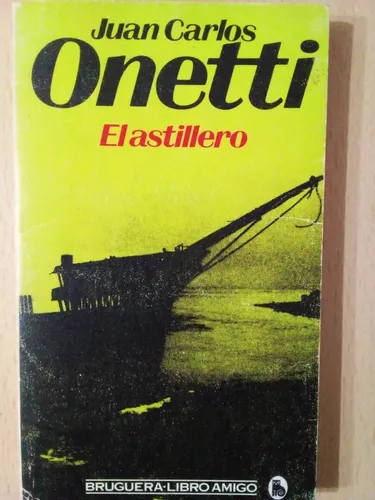 Juan Carlos
Onetti
El astillero
BRUGUERA·LIBRO AMIGO